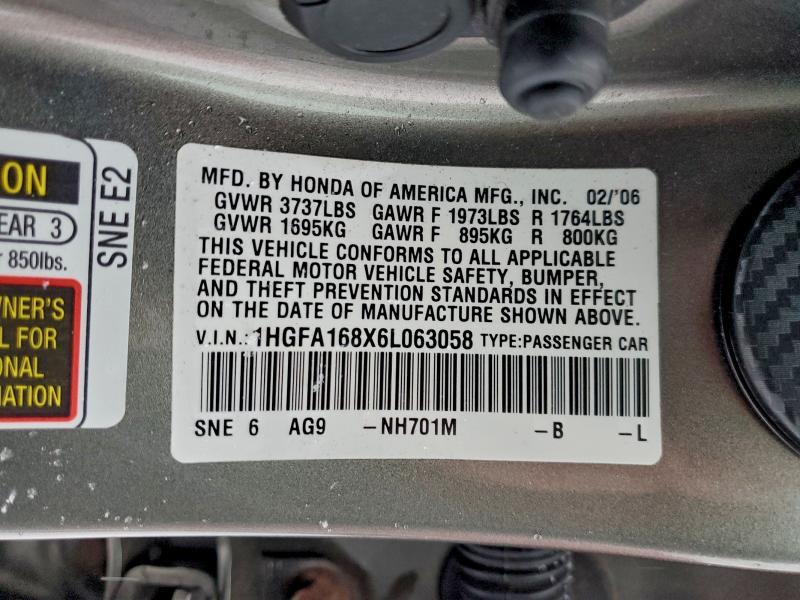 ON
EAR 3
850lbs.
WNER'S
L FOR
ONAL
MATION
SNE E2
MFD. BY HONDA OF AMERICA MFG., INC. 02/'06
GVWR 3737LBS GAWR F 1973LBS R 1764LBS
GVWR 1695KG GAWR F 895KG R 800KG
THIS VEHICLE CONFORMS TO ALL APPLICABLE
FEDERAL MOTOR VEHICLE SAFETY, BUMPER,
AND THEFT PREVENTION STANDARDS IN EFFECT
ON THE DATE OF MANUFACTURE SHOWN ABOVE.
V.I.N.: 1HGFA168X6L063058 TYPE:PASSENGER CAR
SNE 6 AG9 -NH701M -B -L